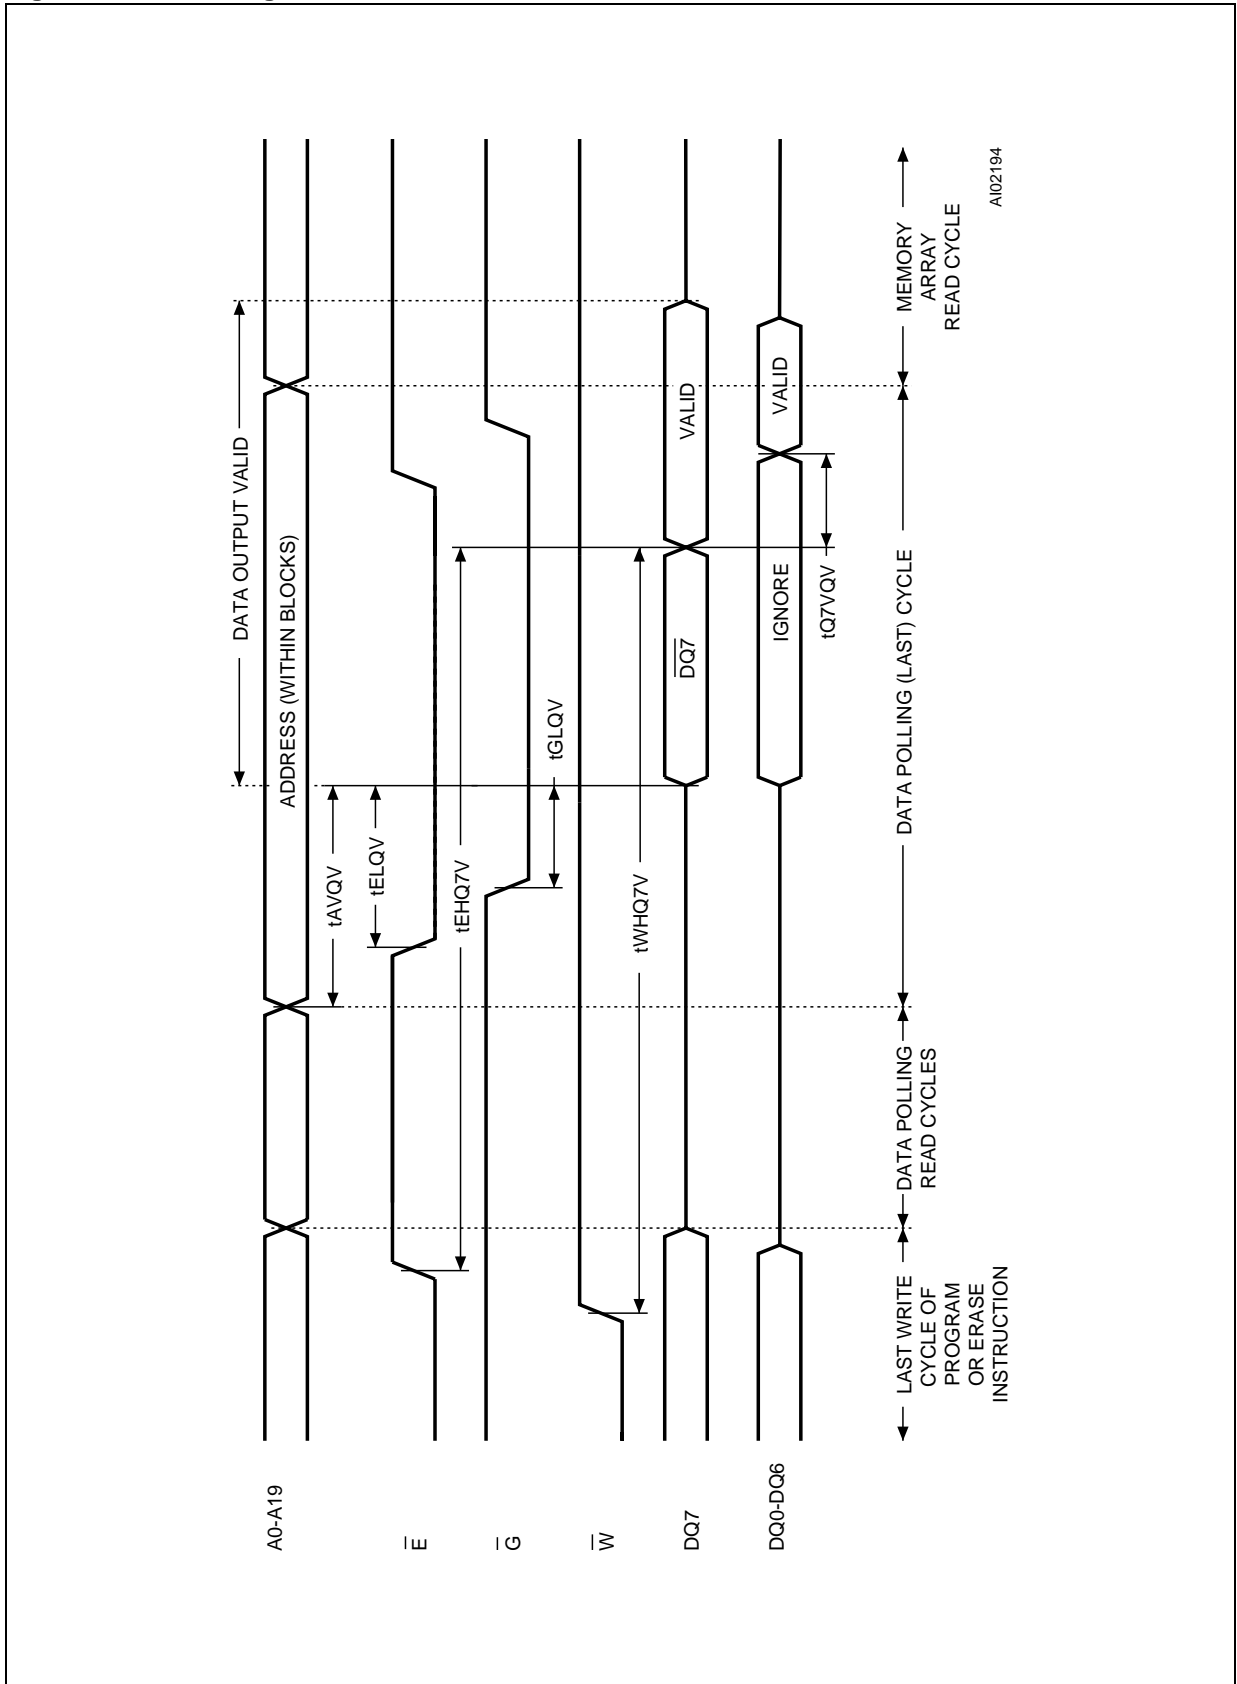 DATA OUTPUT VALID
A0-A19
ADDRESS (WITHIN BLOCKS)
tAVQV
tELQV
E̅
tEHQ7V
G̅
tGLQV
W̅
tWHQ7V
DQ7
D̅Q̅7̅
VALID
DQ0-DQ6
IGNORE
VALID
tQ7VQV
LAST WRITE
CYCLE OF
PROGRAM
OR ERASE
INSTRUCTION
DATA POLLING
READ CYCLES
DATA POLLING (LAST) CYCLE
MEMORY
ARRAY
READ CYCLE
AI02194